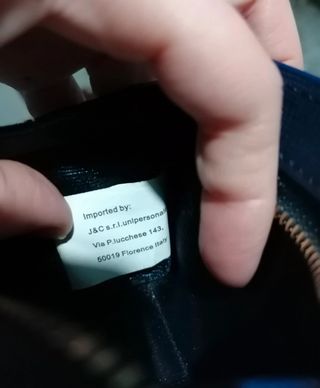 Imported by:
J&C s.r.l.unipersonal
Via P.lucchese 143,
50019 Florence Italy